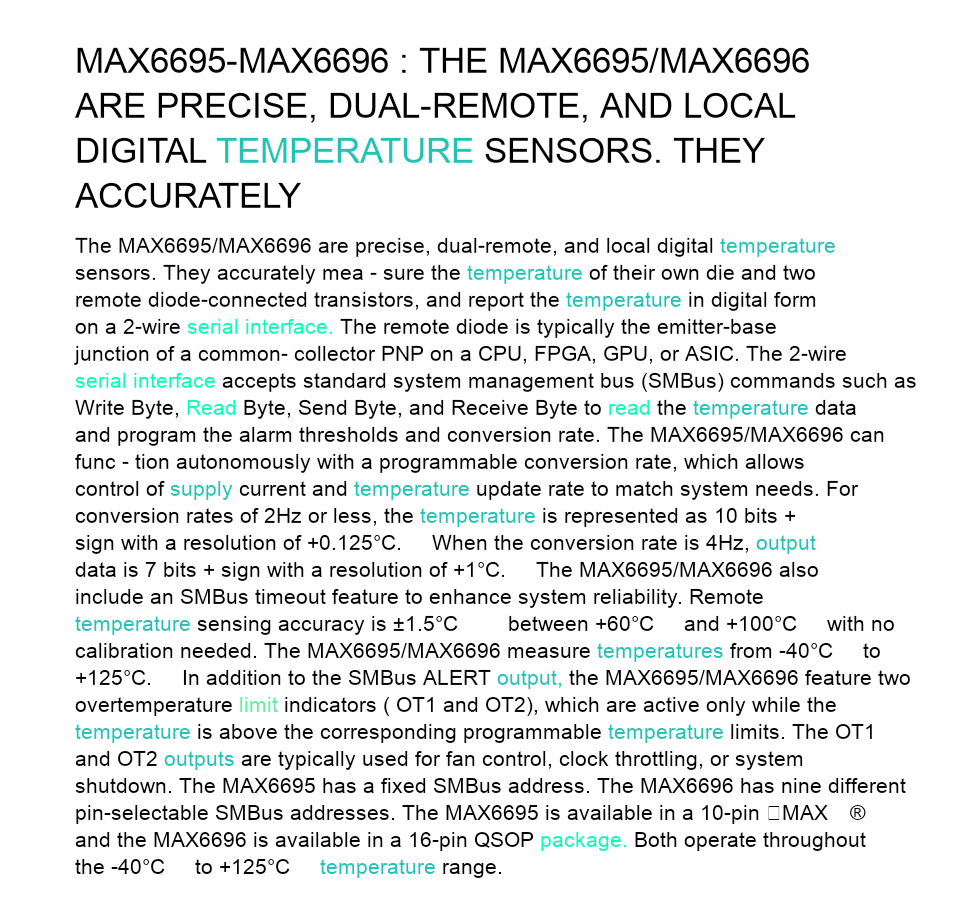 MAX6695-MAX6696 : THE MAX6695/MAX6696
ARE PRECISE, DUAL-REMOTE, AND LOCAL
DIGITAL TEMPERATURE SENSORS. THEY
ACCURATELY
The MAX6695/MAX6696 are precise, dual-remote, and local digital temperature
sensors. They accurately mea - sure the temperature of their own die and two
remote diode-connected transistors, and report the temperature in digital form
on a 2-wire serial interface. The remote diode is typically the emitter-base
junction of a common- collector PNP on a CPU, FPGA, GPU, or ASIC. The 2-wire
serial interface accepts standard system management bus (SMBus) commands such as
Write Byte, Read Byte, Send Byte, and Receive Byte to read the temperature data
and program the alarm thresholds and conversion rate. The MAX6695/MAX6696 can
func - tion autonomously with a programmable conversion rate, which allows
control of supply current and temperature update rate to match system needs. For
conversion rates of 2Hz or less, the temperature is represented as 10 bits +
sign with a resolution of +0.125°C. When the conversion rate is 4Hz, output
data is 7 bits + sign with a resolution of +1°C. The MAX6695/MAX6696 also
include an SMBus timeout feature to enhance system reliability. Remote
temperature sensing accuracy is ±1.5°C between +60°C and +100°C with no
calibration needed. The MAX6695/MAX6696 measure temperatures from -40°C to
+125°C. In addition to the SMBus ALERT output, the MAX6695/MAX6696 feature two
overtemperature limit indicators ( OT1 and OT2), which are active only while the
temperature is above the corresponding programmable temperature limits. The OT1
and OT2 outputs are typically used for fan control, clock throttling, or system
shutdown. The MAX6695 has a fixed SMBus address. The MAX6696 has nine different
pin-selectable SMBus addresses. The MAX6695 is available in a 10-pin □MAX ®
and the MAX6696 is available in a 16-pin QSOP package. Both operate throughout
the -40°C to +125°C temperature range.